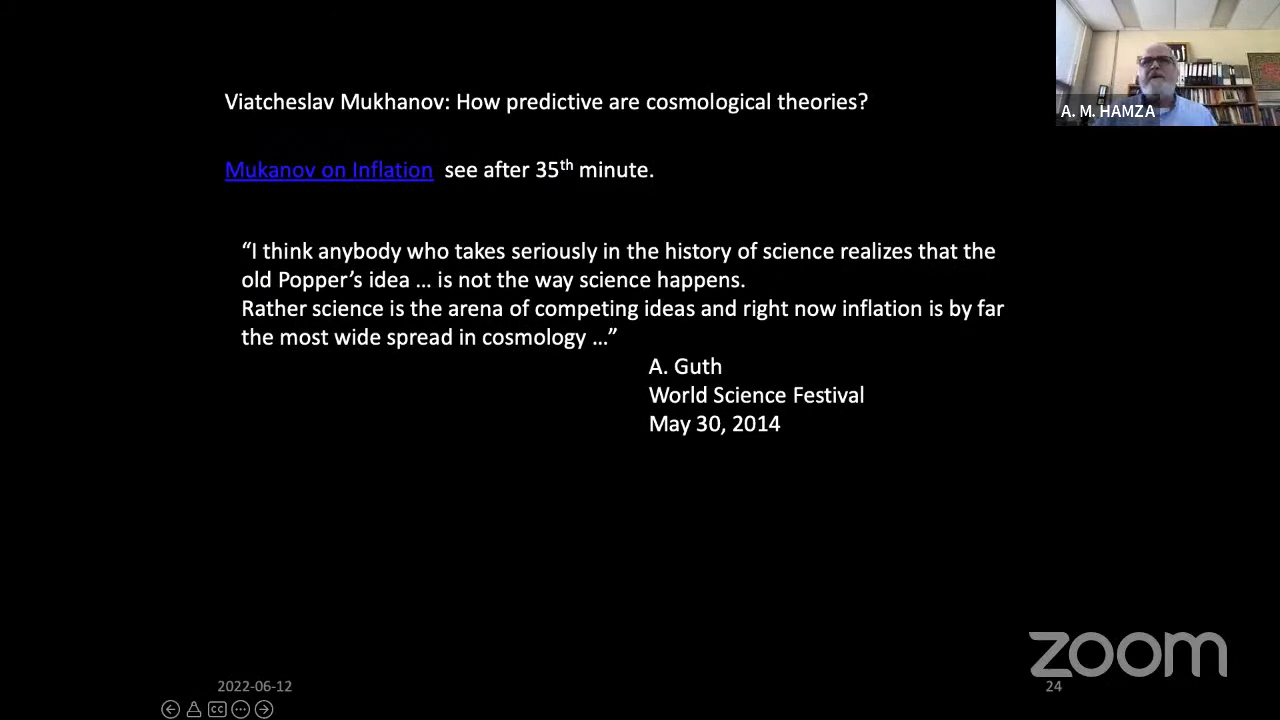 Viatcheslav Mukhanov: How predictive are cosmological theories?
A. M. HAMZA
Mukanov on Inflation see after 35th minute.
“I think anybody who takes seriously in the history of science realizes that the
old Popper’s idea … is not the way science happens.
Rather science is the arena of competing ideas and right now inflation is by far
the most wide spread in cosmology …”
A. Guth
World Science Festival
May 30, 2014
zoom
2022-06-12
24
CC